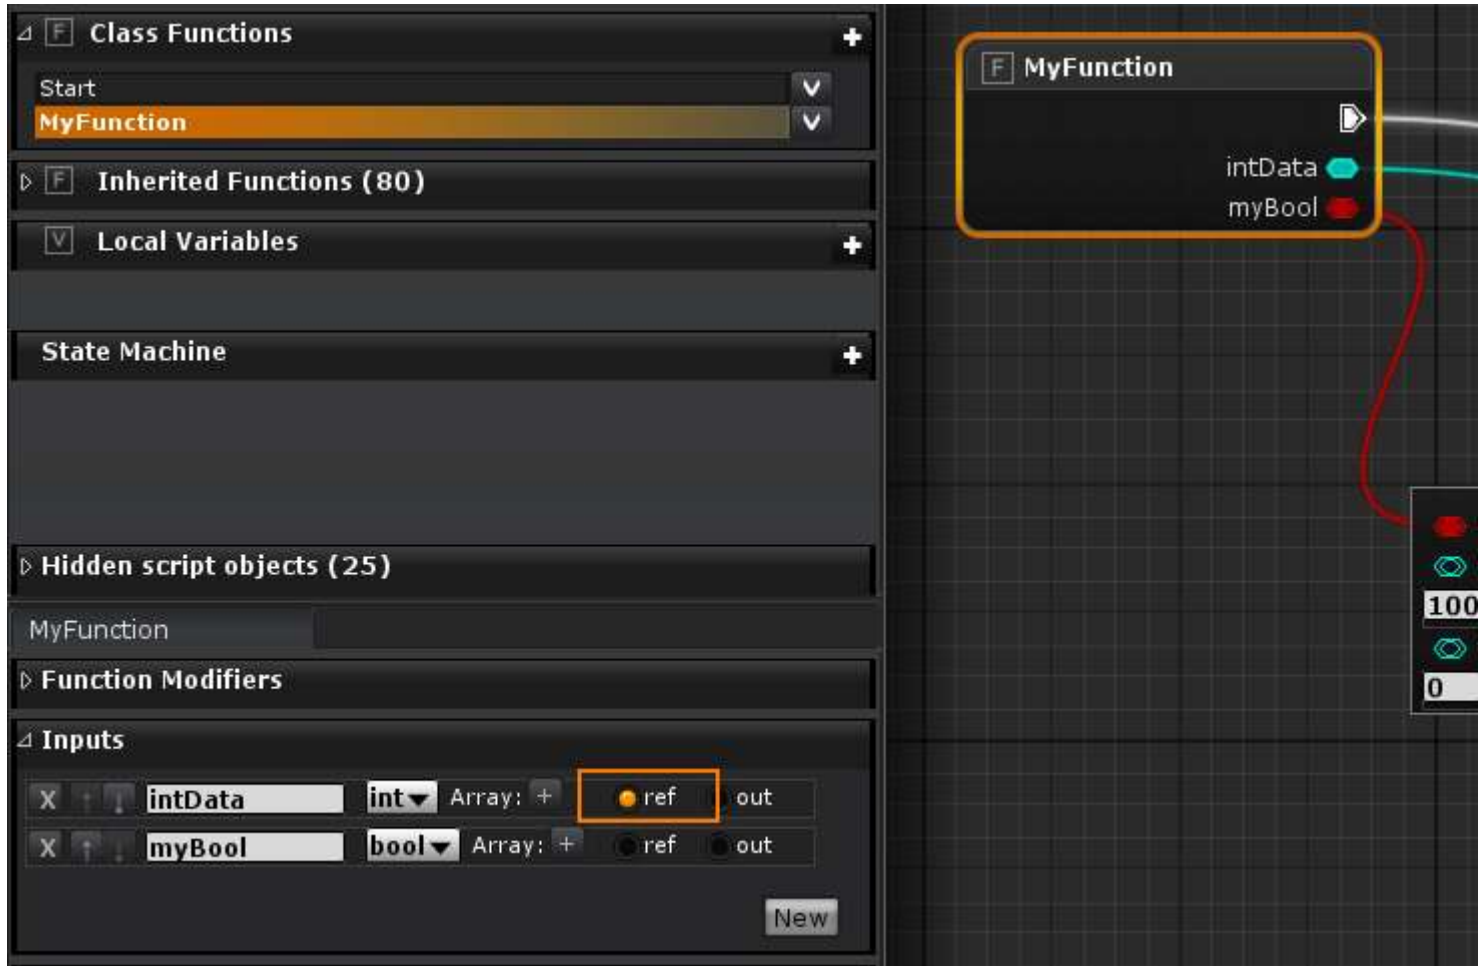 F Class Functions +
Start V
MyFunction V
F Inherited Functions (80)
V Local Variables +
State Machine +
Hidden script objects (25)
MyFunction
Function Modifiers
Inputs
X ↑ ↓ intData int Array: + ref out
X ↑ ↓ myBool bool Array: + ref out
New
F MyFunction
intData
myBool
100
0